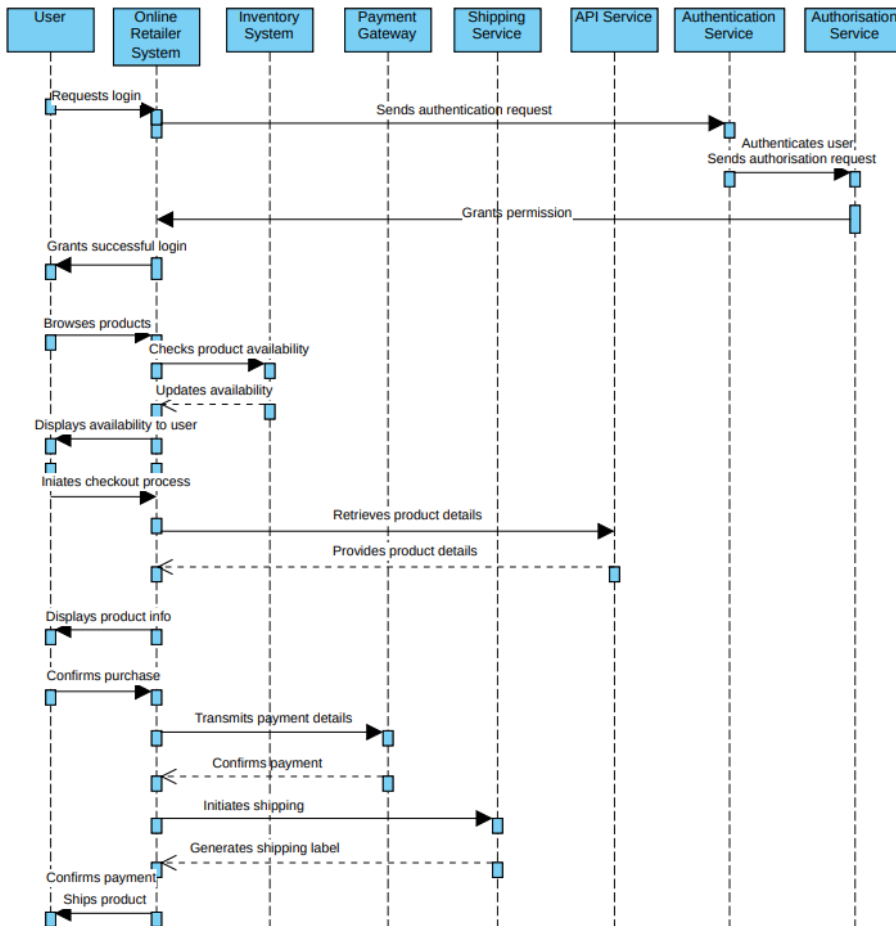 User
Online
Retailer
System
Inventory
System
Payment
Gateway
Shipping
Service
API Service
Authentication
Service
Authorisation
Service
Requests login
Sends authentication request
Authenticates user
Sends authorisation request
Grants permission
Grants successful login
Browses products
Checks product availability
Updates availability
Displays availability to user
Iniates checkout process
Retrieves product details
Provides product details
Displays product info
Confirms purchase
Transmits payment details
Confirms payment
Initiates shipping
Generates shipping label
Confirms payment
Ships product